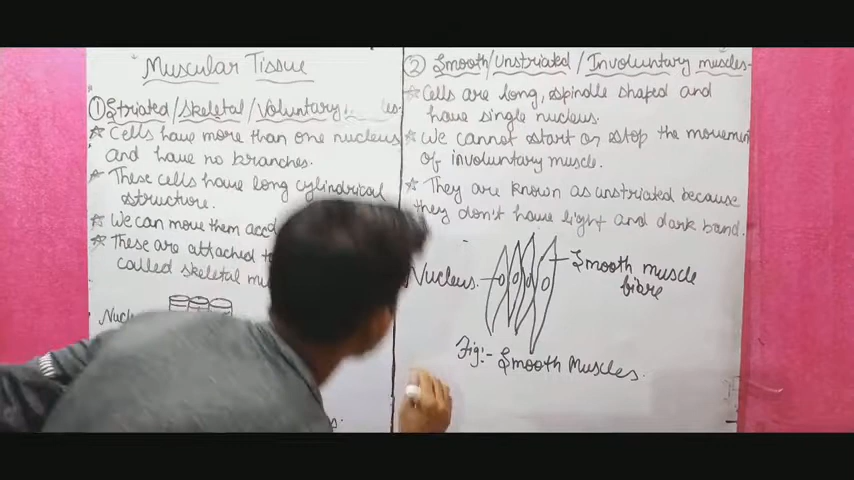 Muscular Tissue
① Striated/Skeletal/Voluntary
☆ Cells have more than one nucleus
and have no branches.
☆ These cells have long cylindrical
structure.
☆ We can move them
☆ These are attached
called skeletal
② Smooth/Unstriated/Involuntary muscles-
☆ Cells are long, spindle shaped and
have single nucleus.
☆ We cannot start or stop the movement
of involuntary muscle.
☆ They are known as unstriated because
they don't have light and dark band.
Nucleus
Smooth muscle
fibre
Fig:- Smooth Muscles.